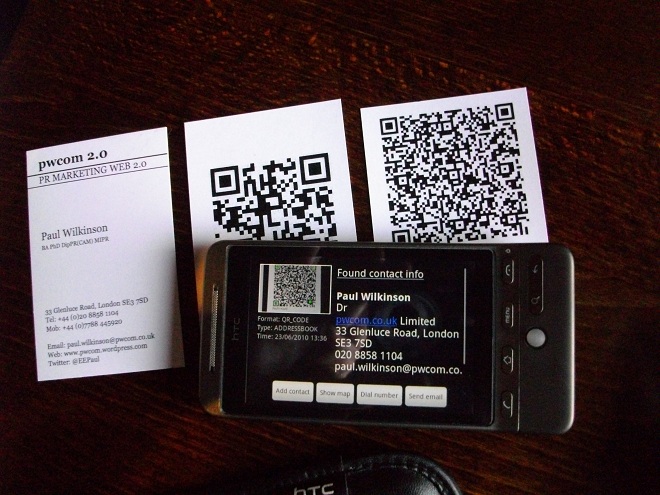 pwcom 2.0
PR MARKETING WEB 2.0
Paul Wilkinson
BA PhD DipPR(CAM) MIPR
33 Glenluce Road, London SE3 7SD
Tel: +44 (0)20 8858 1104
Mob: +44 (0)7788 445920
Email: paul.wilkinson@pwcom.co.uk
Web: www.pwcom.wordpress.com
Twitter: @EEPaul
hTC
Found contact info
Format: QR_CODE
Type: ADDRESSBOOK
Time: 23/06/2010 13:36
Paul Wilkinson
Dr
pwcom.co.uk Limited
33 Glenluce Road, London
SE3 7SD
020 8858 1104
paul.wilkinson@pwcom.co.
Add contact
Show map
Dial number
Send email
menu
hTC